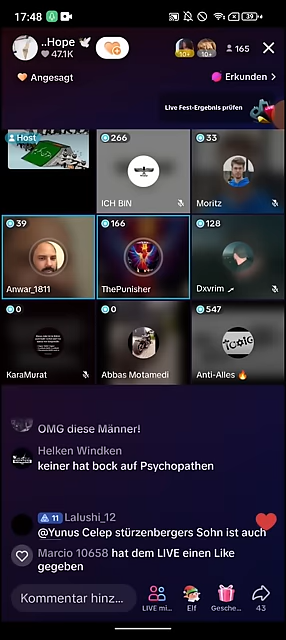 17:48
39
..Hope 🕊
47.1K
10+
10+
165
Angesagt
Erkunden >
Live Fest-Ergebnis prüfen
Host
266
ICH BIN
33
Moritz
39
Anwar_1811
166
ThePunisher
128
Dxvrim
0
KaraMurat
0
Abbas Motamedi
547
Anti-Alles 🔥
OMG diese Männer!
Helken Windken
keiner hat bock auf Psychopathen
11 Lalushi_12
@Yunus Celep stürzenbergers Sohn ist auch
Marcio 10658 hat dem LIVE einen Like
gegeben
Kommentar hinz...
LIVE mi...
Elf
Gesche...
43